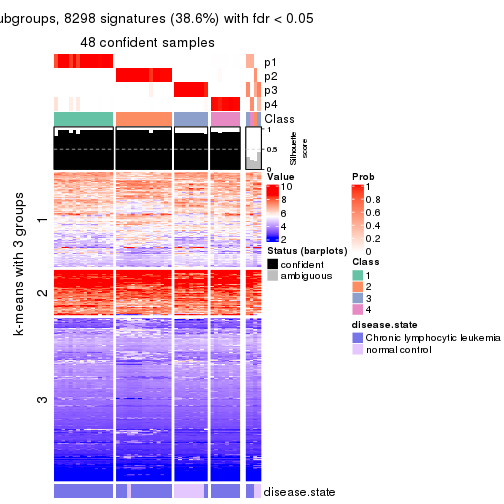 ubgroups, 8298 signatures (38.6%) with fdr < 0.05
48 confident samples
p1
p2
p3
p4
Class
1
0.5
0
Silhouette
score
k-means with 3 groups
1
2
3
disease.state
Value
10
8
6
4
2
Status (barplots)
confident
ambiguous
Prob
1
0.8
0.6
0.4
0.2
0
Class
1
2
3
4
disease.state
Chronic lymphocytic leukemia
normal control